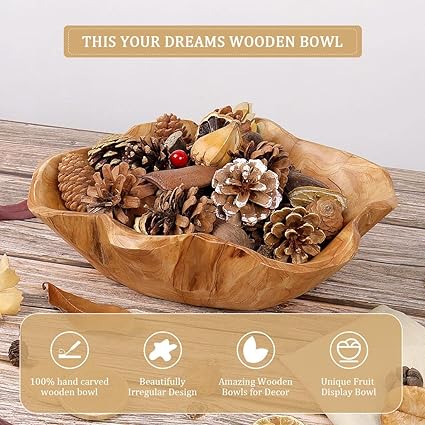 THIS YOUR DREAMS WOODEN BOWL
100% hand carved
wooden bowl
Beautifully
Irregular Design
Amazing Wooden
Bowls for Decor
Unique Fruit
Display Bowl